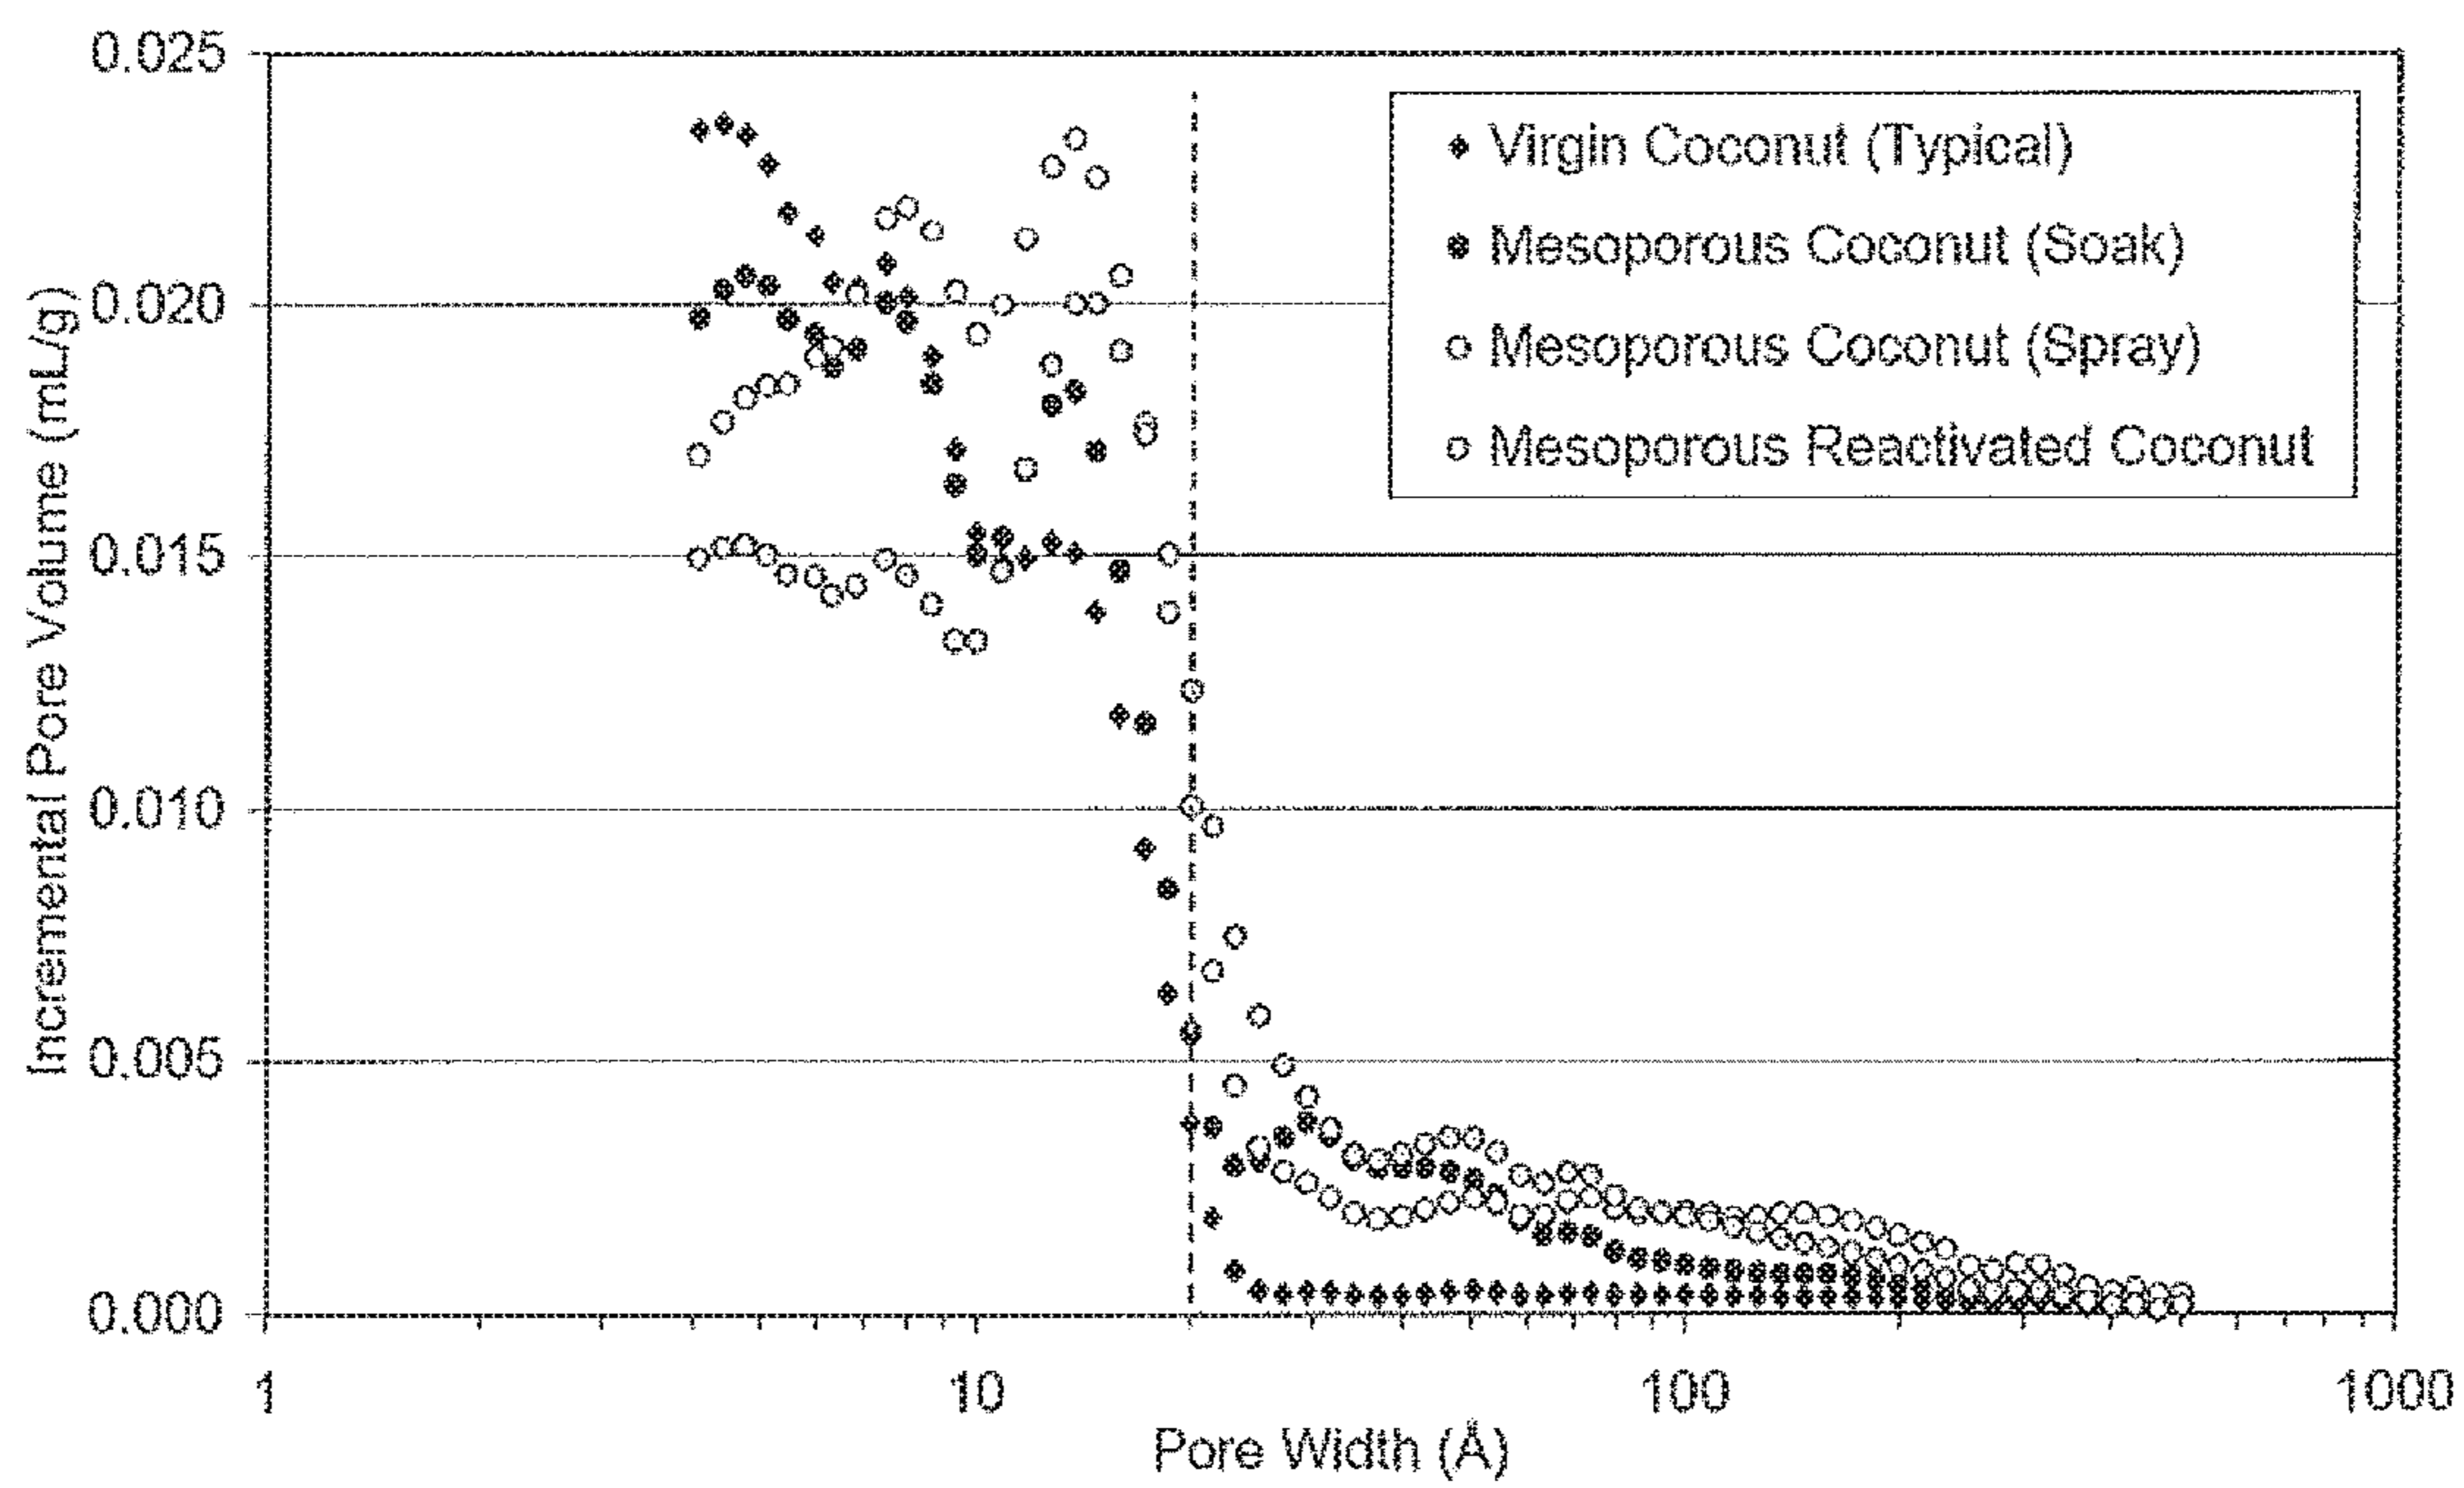 0.025
0.020
0.015
0.010
0.005
0.000
Incremental Pore Volume (mL/g)
Virgin Coconut (Typical)
Mesoporous Coconut (Soak)
Mesoporous Coconut (Spray)
Mesoporous Reactivated Coconut
1 10 100 1000
Pore Width (Å)